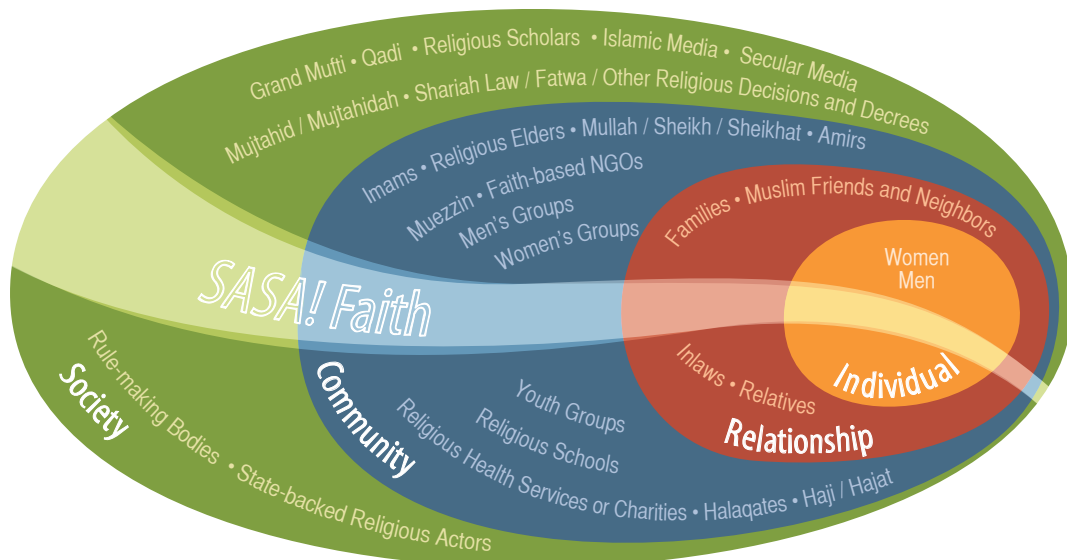 Grand Mufti • Qadi • Religious Scholars • Islamic Media • Secular Media
Mujtahid / Mujtahidah • Shariah Law / Fatwa / Other Religious Decisions and Decrees
Imams • Religious Elders • Mullah / Sheikh / Sheikhat • Amirs
Muezzin • Faith-based NGOs
Men's Groups
Women's Groups
Families • Muslim Friends and Neighbors
Women
Men
SASA! Faith
Individual
Inlaws • Relatives
Relationship
Youth Groups
Religious Schools
Religious Health Services or Charities • Halaqates • Haji / Hajat
Community
Rule-making Bodies • State-backed Religious Actors
Society